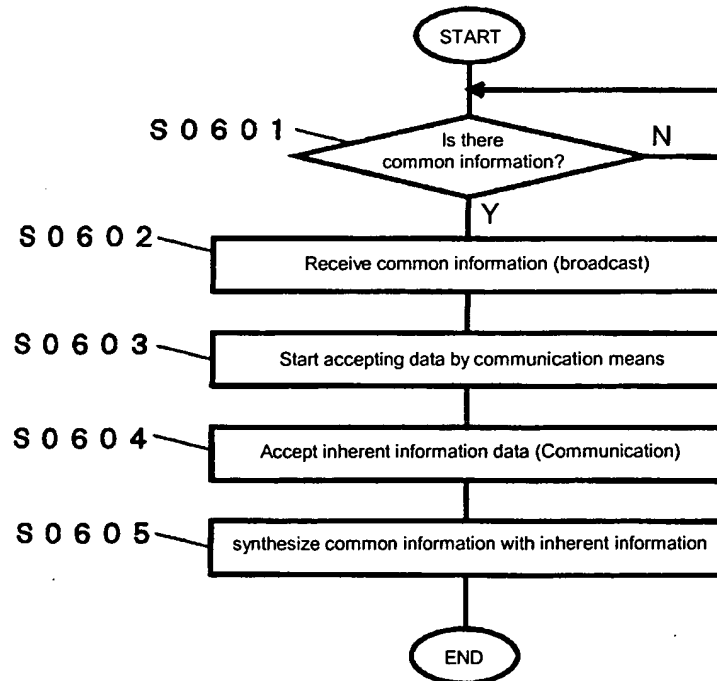 START
S0601
Is there
common information?
N
Y
S0602
Receive common information (broadcast)
S0603
Start accepting data by communication means
S0604
Accept inherent information data (Communication)
S0605
synthesize common information with inherent information
END